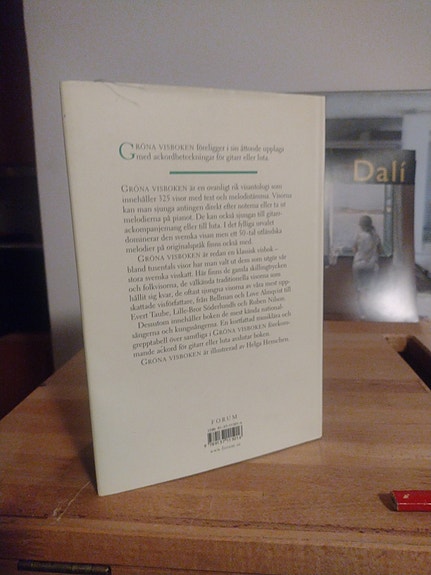 GRÖNA VISBOKEN föreligger i sin åttonde upplaga
med ackordbeteckningar för gitarr eller luta.
GRÖNA VISBOKEN är en ovanligt rik visantologi som
innehåller 325 visor med text och melodistämma. Visorna
kan man sjunga antingen direkt efter noterna eller ta ut
melodierna på pianot. De kan också sjungas till gitarr-
ackompanjemang eller till luta. I det fylliga urvalet
dominerar den svenska visan men ett 50-tal utländska
melodier på originalspråk finns också med.
GRÖNA VISBOKEN är redan en klassisk visbok –
bland tusentals visor har man valt ut dem som utgör vår
stora svenska visskatt. Här finns de gamla skillingtrycken
och folkvisorna, de välkända traditionella visorna som
hållit sig kvar, de oftast sjungna visorna av våra mest upp-
skattade visförfattare, från Bellman och Love Almqvist till
Evert Taube, Lille-Bror Söderlundh och Ruben Nilson.
Dessutom innehåller boken de mest kända national-
sångerna och kungssångerna. En kortfattad musiklära och
grepptabell över samtliga i GRÖNA VISBOKEN förekom-
mande ackord för gitarr eller luta avslutar boken.
GRÖNA VISBOKEN är illustrerad av Helga Henschen.
FORUM
www.forum.se
Dalí